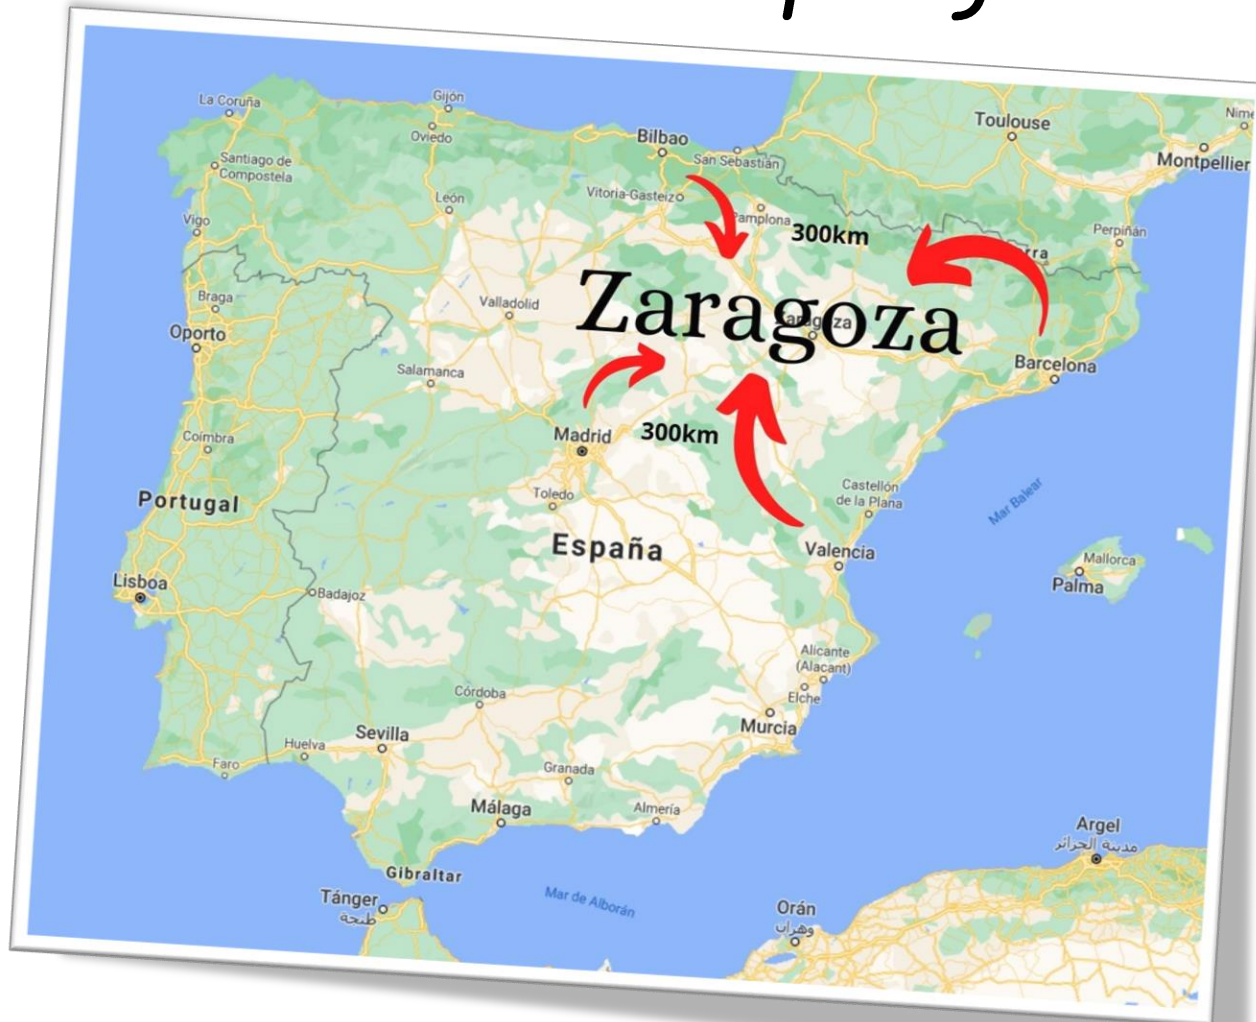 La Coruña
Gijón
Oviedo
Bilbao
San Sebastián
Toulouse
Montpellier
Santiago de
Compostela
León
Vitoria-Gasteiz
Pamplona
300km
Perpiñán
Vigo
Braga
Oporto
Valladolid
Zaragoza
Salamanca
Barcelona
Coimbra
Madrid
300km
Toledo
Castellón
de la Plana
Mar Balear
Portugal
España
Valencia
Mallorca
Palma
Lisboa
Badajoz
Alicante
(Alacant)
Elche
Córdoba
Murcia
Sevilla
Huelva
Faro
Granada
Málaga
Almería
Gibraltar
Argel
مدينة الجزائر
Tánger
طنجة
Mar de Alborán
Orán
وهران